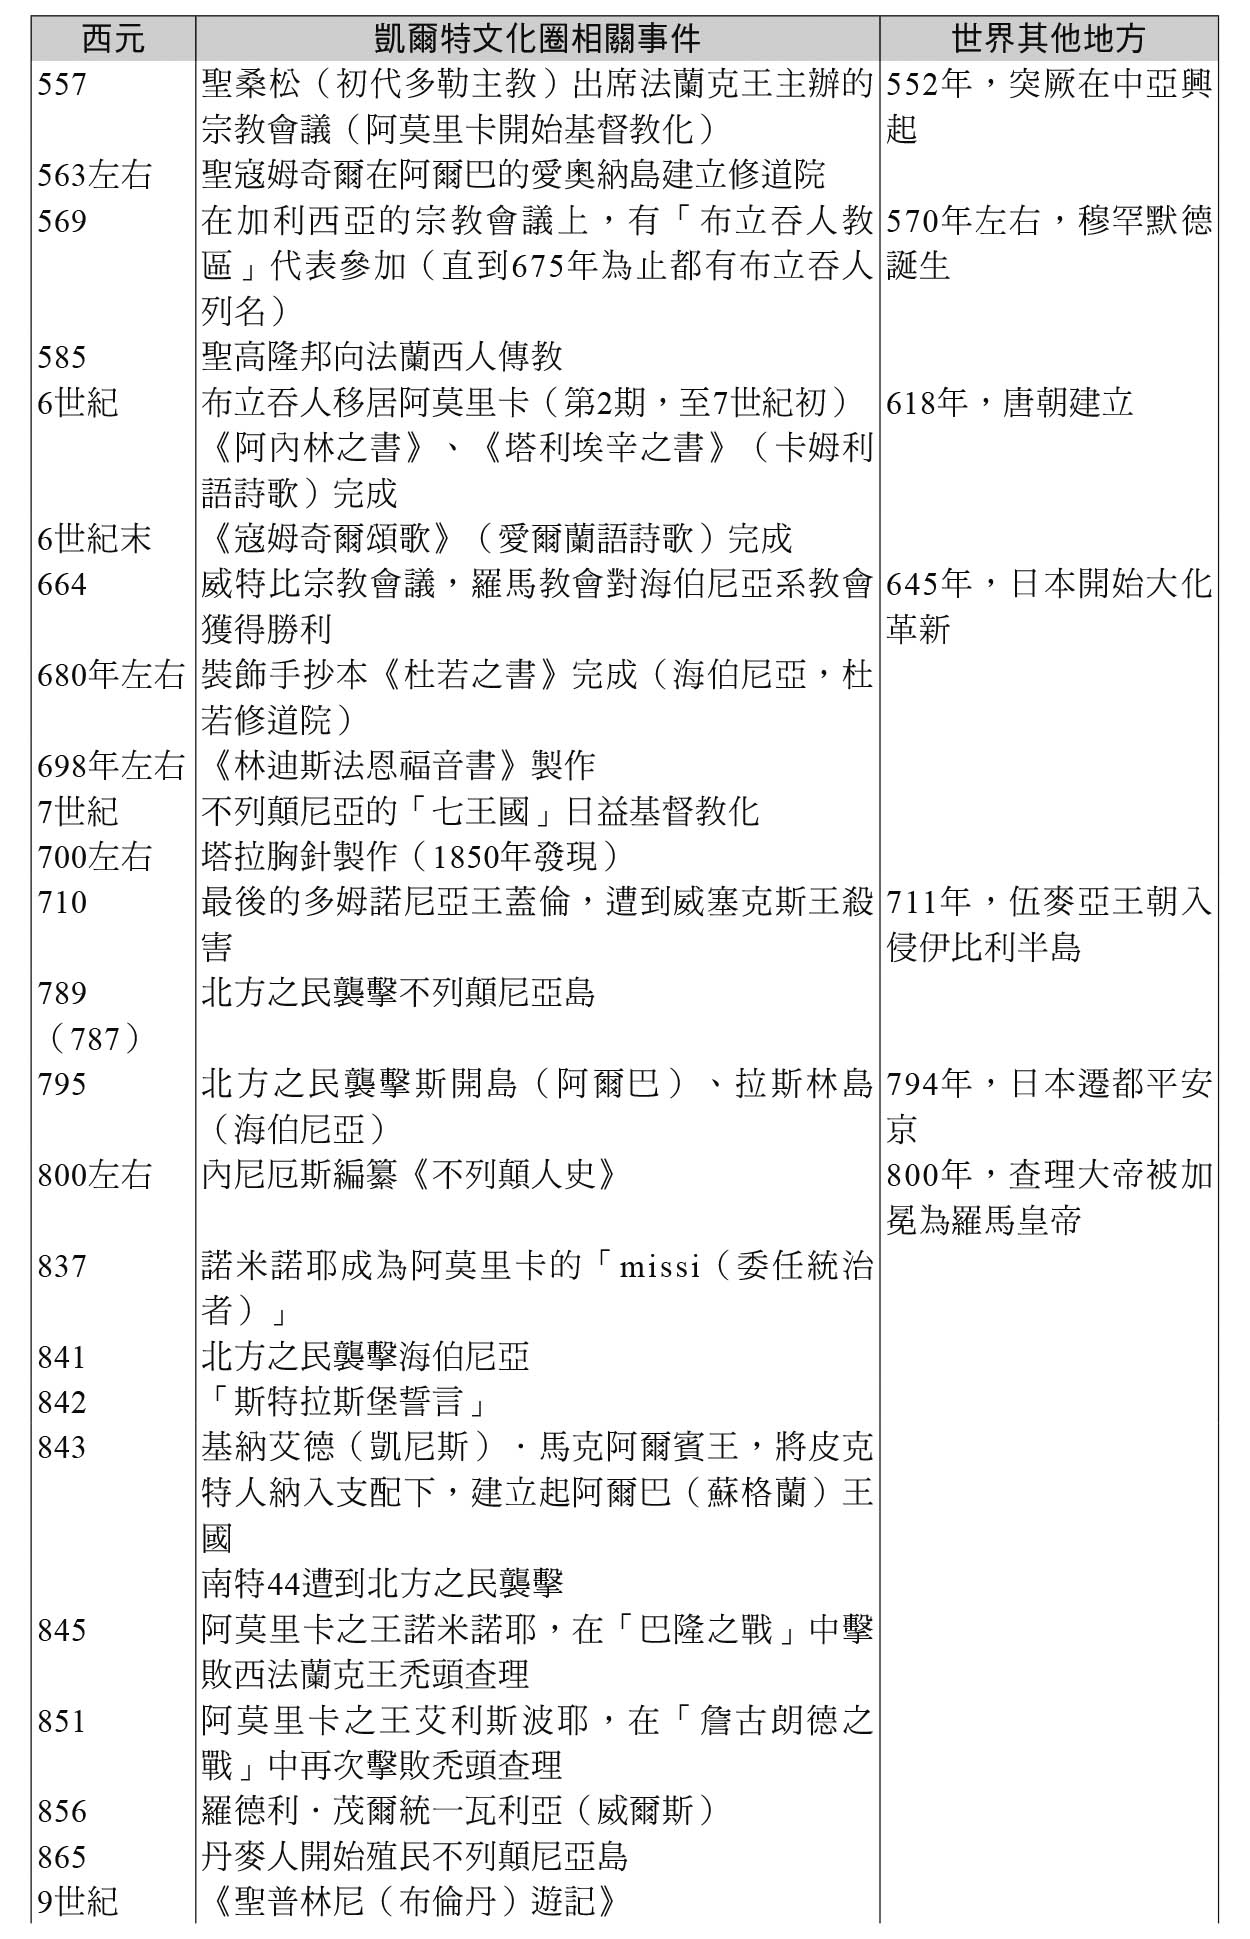 西元 凱爾特文化圈相關事件 世界其他地方
557 聖桑松（初代多勒主教）出席法蘭克王主辦的 552年，突厥在中亞興
宗教會議（阿莫里卡開始基督教化） 起
563左右 聖寇姆奇爾在阿爾巴的愛奧納島建立修道院
569 在加利西亞的宗教會議上，有「布立吞人教 570年左右，穆罕默德
區」代表參加（直到675年為止都有布立吞人 誕生
列名）
585 聖高隆邦向法蘭西人傳教
6世紀 布立吞人移居阿莫里卡（第2期，至7世紀初） 618年，唐朝建立
《阿內林之書》、《塔利埃辛之書》（卡姆利
語詩歌）完成
6世紀末 《寇姆奇爾頌歌》（愛爾蘭語詩歌）完成
664 威特比宗教會議，羅馬教會對海伯尼亞系教會 645年，日本開始大化
獲得勝利 革新
680年左右 裝飾手抄本《杜若之書》完成（海伯尼亞，杜
若修道院）
698年左右 《林迪斯法恩福音書》製作
7世紀 不列顛尼亞的「七王國」日益基督教化
700左右 塔拉胸針製作（1850年發現）
710 最後的多姆諾尼亞王蓋倫，遭到威塞克斯王殺 711年，伍麥亞王朝入
害 侵伊比利半島
789 北方之民襲擊不列顛尼亞島
（787）
795 北方之民襲擊斯開島（阿爾巴）、拉斯林島 794年，日本遷都平安
（海伯尼亞） 京
800左右 內尼厄斯編纂《不列顛人史》 800年，查理大帝被加
冕為羅馬皇帝
837 諾米諾耶成為阿莫里卡的「missi（委任統治
者）」
841 北方之民襲擊海伯尼亞
842 「斯特拉斯堡誓言」
843 基納艾德（凱尼斯）．馬克阿爾賓王，將皮克
特人納入支配下，建立起阿爾巴（蘇格蘭）王
國
南特44遭到北方之民襲擊
845 阿莫里卡之王諾米諾耶，在「巴隆之戰」中擊
敗西法蘭克王禿頭查理
851 阿莫里卡之王艾利斯波耶，在「詹古朗德之
戰」中再次擊敗禿頭查理
856 羅德利．茂爾統一瓦利亞（威爾斯）
865 丹麥人開始殖民不列顛尼亞島
9世紀 《聖普林尼（布倫丹）遊記》